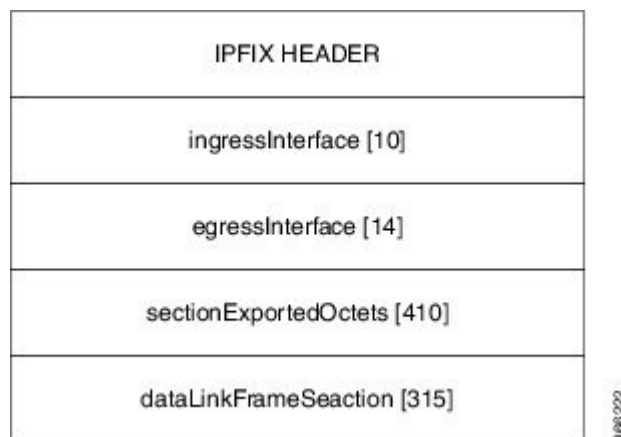 IPFIX HEADER
ingressInterface [10]
egressInterface [14]
sectionExportedOctets [410]
dataLinkFrameSeaction [315]